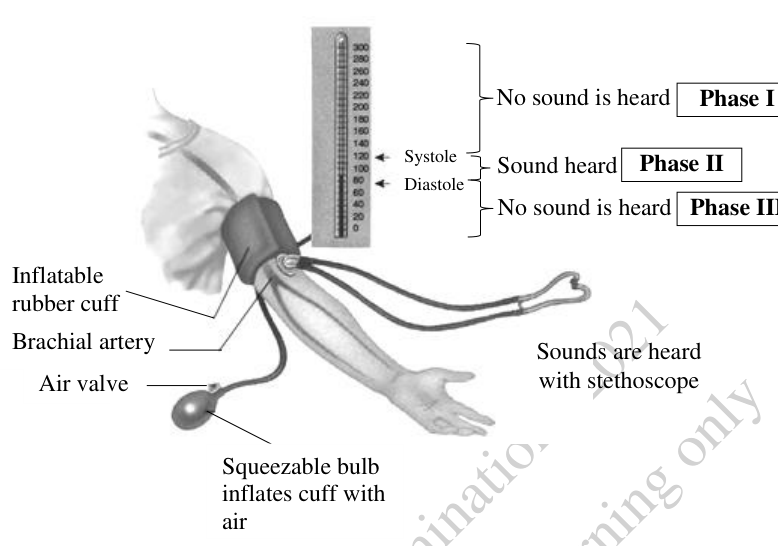 300
280
260
240
220
200
180
160
140
120
100
80
60
40
20
0
No sound is heard Phase I
Systole
Sound heard Phase II
Diastole
No sound is heard Phase III
Inflatable
rubber cuff
Brachial artery
Air valve
Sounds are heard
with stethoscope
Squeezable bulb
inflates cuff with
air